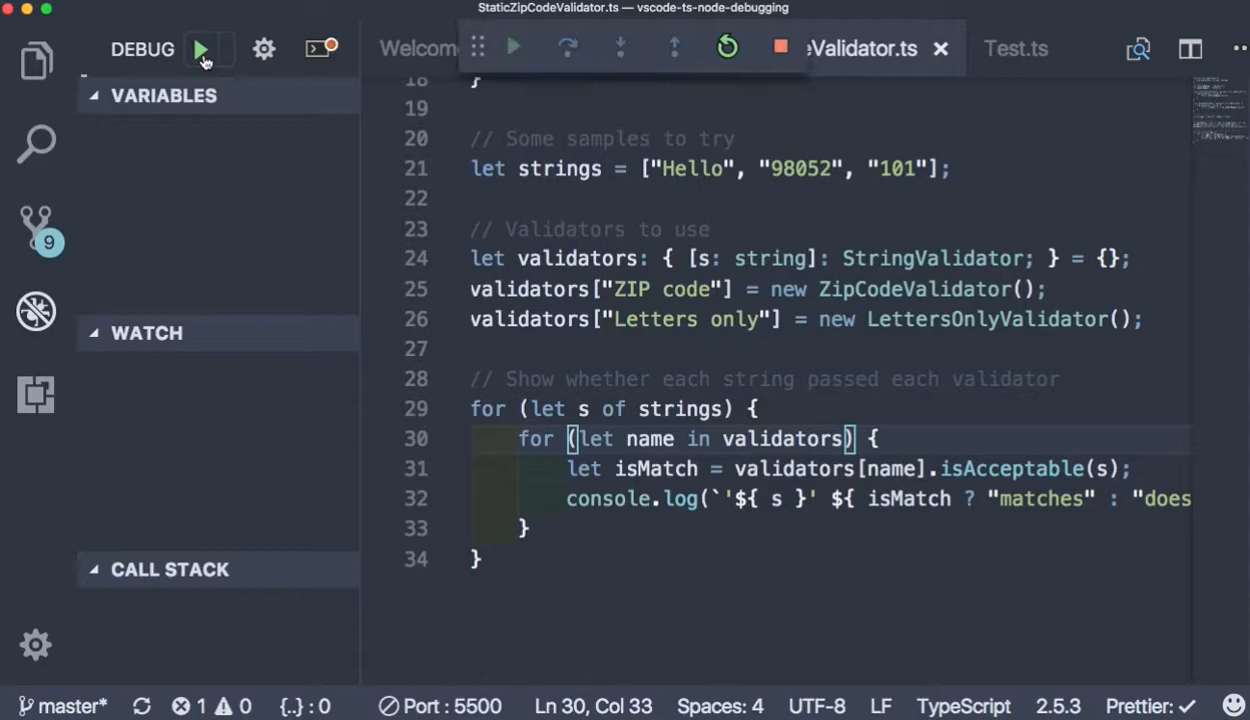 StaticZipCodeValidator.ts — vscode-ts-node-debugging
DEBUG
Welcom
eValidator.ts
Test.ts
VARIABLES
WATCH
CALL STACK
9
18 }
19
20 // Some samples to try
21 let strings = ["Hello", "98052", "101"];
22
23 // Validators to use
24 let validators: { [s: string]: StringValidator; } = {};
25 validators["ZIP code"] = new ZipCodeValidator();
26 validators["Letters only"] = new LettersOnlyValidator();
27
28 // Show whether each string passed each validator
29 for (let s of strings) {
30 for (let name in validators) {
31 let isMatch = validators[name].isAcceptable(s);
32 console.log(`'${ s }' ${ isMatch ? "matches" : "does
33 }
34 }
master* 1 0 {..} : 0 Port : 5500 Ln 30, Col 33 Spaces: 4 UTF-8 LF TypeScript 2.5.3 Prettier: ✓